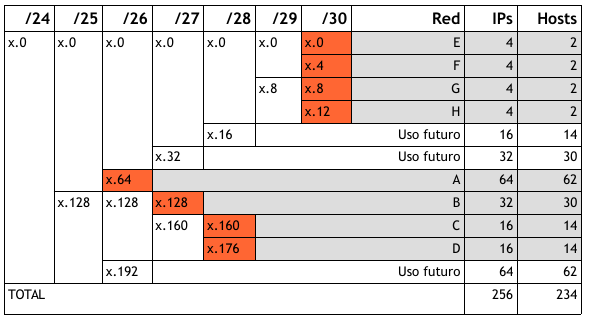 /24 /25 /26 /27 /28 /29 /30 Red IPs Hosts
x.0 x.0 x.0 x.0 x.0 x.0 x.0 E 4 2
x.4 F 4 2
x.8 x.8 G 4 2
x.12 H 4 2
x.16 Uso futuro 16 14
x.32 Uso futuro 32 30
x.64 A 64 62
x.128 x.128 x.128 B 32 30
x.160 x.160 C 16 14
x.176 D 16 14
x.192 Uso futuro 64 62
TOTAL 256 234